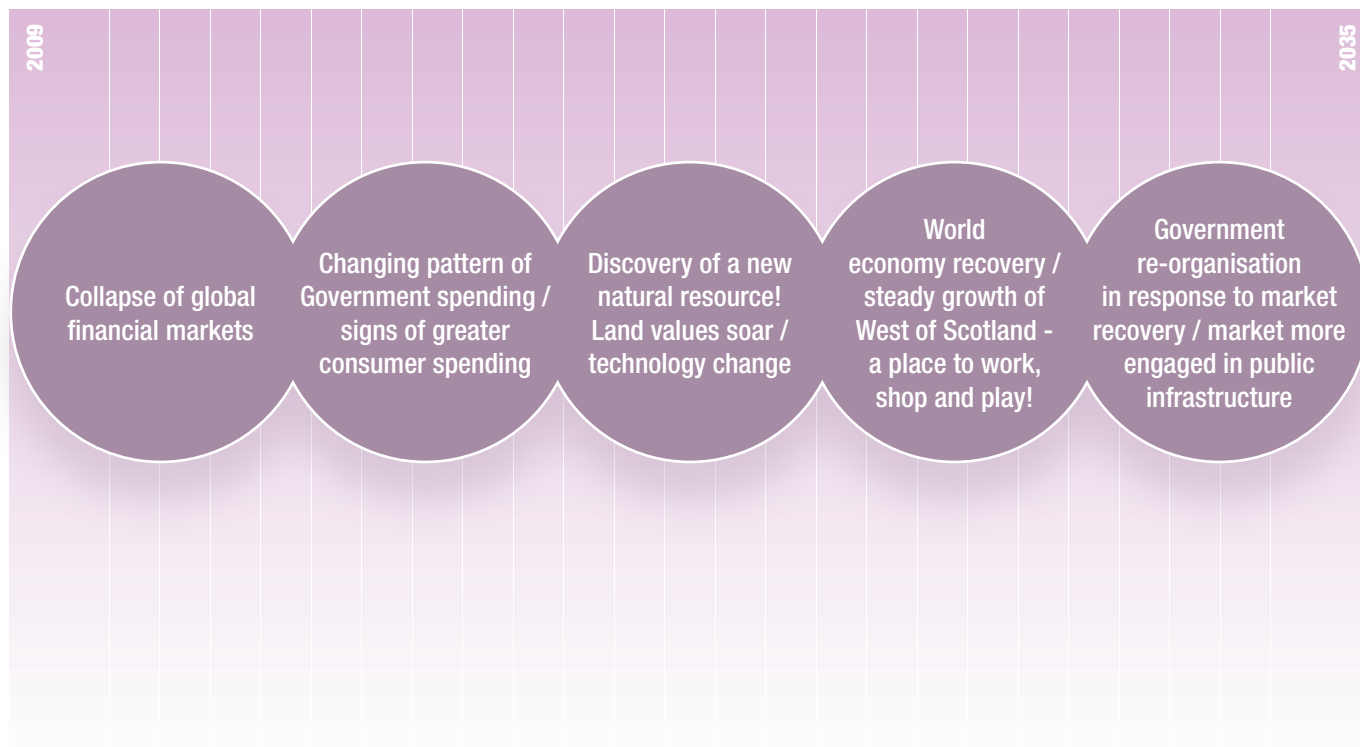 2009
2035
Collapse of global
financial markets
Changing pattern of
Government spending /
signs of greater
consumer spending
Discovery of a new
natural resource!
Land values soar /
technology change
World
economy recovery /
steady growth of
West of Scotland -
a place to work,
shop and play!
Government
re-organisation
in response to market
recovery / market more
engaged in public
infrastructure